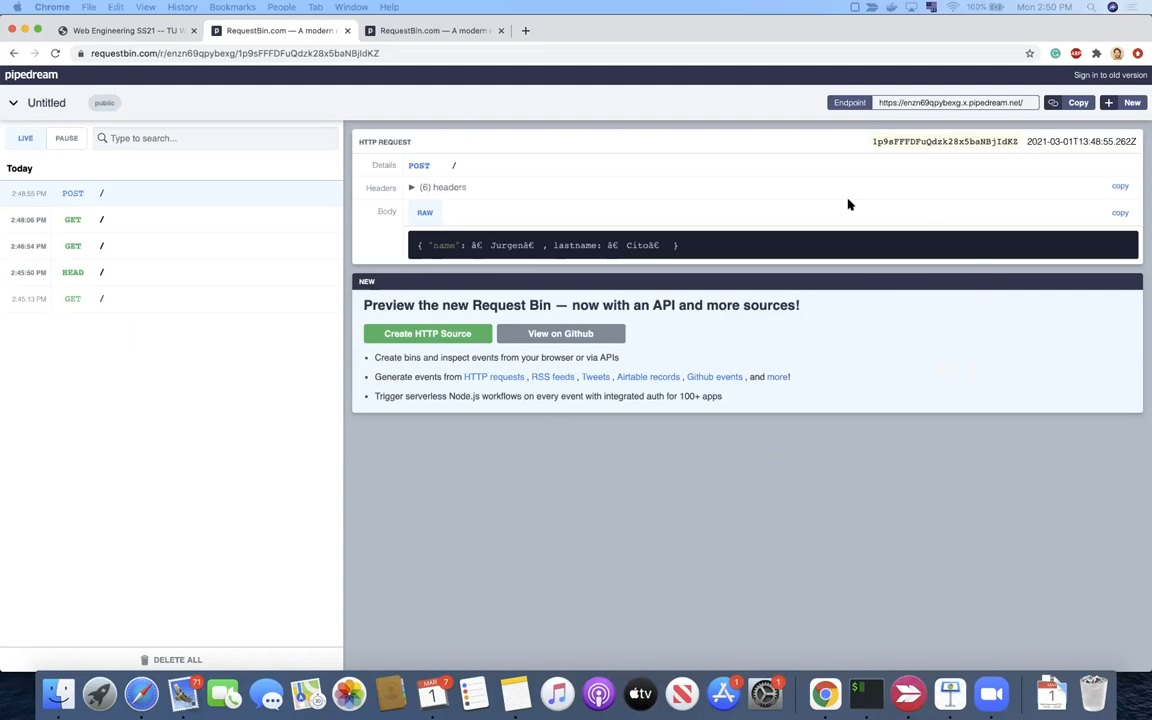 Chrome File Edit View History Bookmarks People Tab Window Help 100% Mon 2:50 PM
Web Engineering SS21 -- TU W RequestBin.com — A modern RequestBin.com — A modern
requestbin.com/r/enzn69qpybexg/1p9sFFFDFuQdzk28x5baNBjIdKZ
pipedream Sign in to old version
Untitled public Endpoint https://enzn69qpybexg.x.pipedream.net/ Copy New
LIVE PAUSE Type to search...
Today
2:48:55 PM POST /
2:48:06 PM GET /
2:46:54 PM GET /
2:45:50 PM HEAD /
2:45:13 PM GET /
DELETE ALL
HTTP REQUEST 1p9sFFFDFuQdzk28x5baNBjIdKZ 2021-03-01T13:48:55.262Z
Details POST /
Headers (6) headers copy
Body RAW copy
{ "name": â€ Jurgenâ€ , lastname: â€ Citoâ€ }
NEW
Preview the new Request Bin — now with an API and more sources!
Create HTTP Source View on Github
• Create bins and inspect events from your browser or via APIs
• Generate events from HTTP requests , RSS feeds , Tweets , Airtable records , Github events , and more!
• Trigger serverless Node.js workflows on every event with integrated auth for 100+ apps
71 MAR 1 7 tv 1 1 $ 1